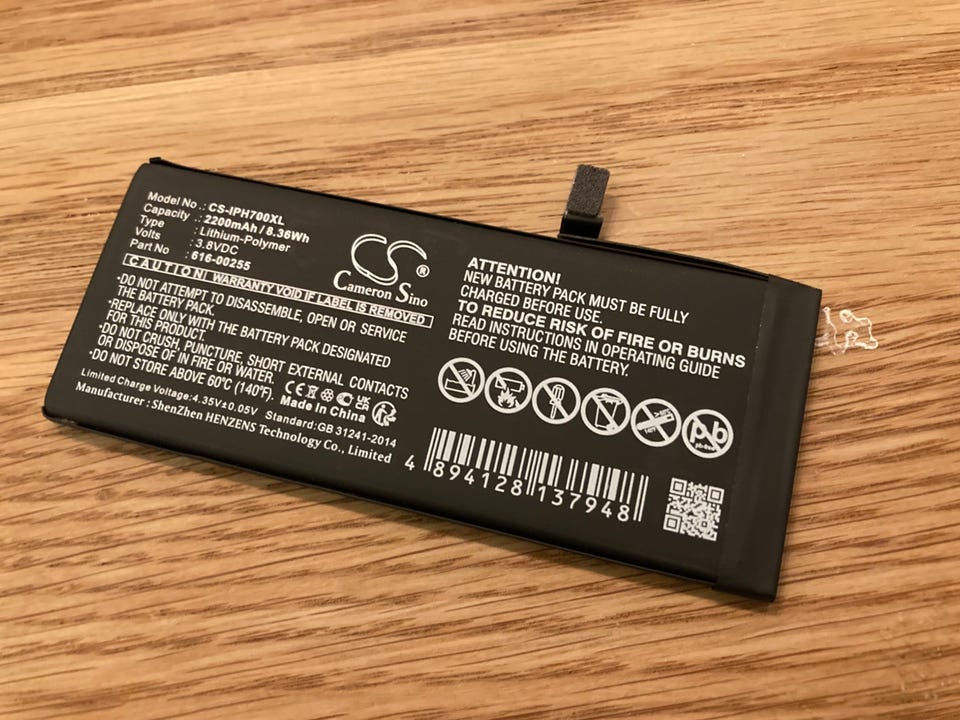 Model No .: CS-IPH700XL
Capacity : 2200mAh / 8.36Wh
Type : Lithium-Polymer
Volts : 3.8VDC
Part No : 616-00255
CS®
Cameron Sino
CAUTION! WARRANTY VOID IF LABEL IS REMOVED
•DO NOT ATTEMPT TO DISASSEMBLE, OPEN OR SERVICE
THE BATTERY PACK.
•REPLACE ONLY WITH THE BATTERY PACK DESIGNATED
FOR THIS PRODUCT.
•DO NOT CRUSH, PUNCTURE, SHORT EXTERNAL CONTACTS
OR DISPOSE OF IN FIRE OR WATER.
•DO NOT STORE ABOVE 60°C (140°F)
Made In China
Limited Charge Voltage:4.35V±0.05V Standard:GB 31241-2014
Manufacturer : ShenZhen HENZENS Technology Co., Limited
ATTENTION!
NEW BATTERY PACK MUST BE FULLY
CHARGED BEFORE USE.
TO REDUCE RISK OF FIRE OR BURNS
READ INSTRUCTIONS IN OPERATING GUIDE
BEFORE USING THE BATTERY.
Pb
pb-free
4 894128 137948